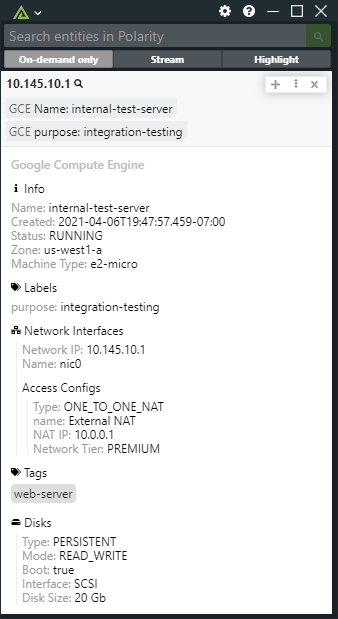 Search entities in Polarity
On-demand only Stream Highlight
10.145.10.1
GCE Name: internal-test-server
GCE purpose: integration-testing
Google Compute Engine
Info
Name: internal-test-server
Created: 2021-04-06T19:47:57.459-07:00
Status: RUNNING
Zone: us-west1-a
Machine Type: e2-micro
Labels
purpose: integration-testing
Network Interfaces
Network IP: 10.145.10.1
Name: nic0
Access Configs
Type: ONE_TO_ONE_NAT
name: External NAT
NAT IP: 10.0.0.1
Network Tier: PREMIUM
Tags
web-server
Disks
Type: PERSISTENT
Mode: READ_WRITE
Boot: true
Interface: SCSI
Disk Size: 20 Gb